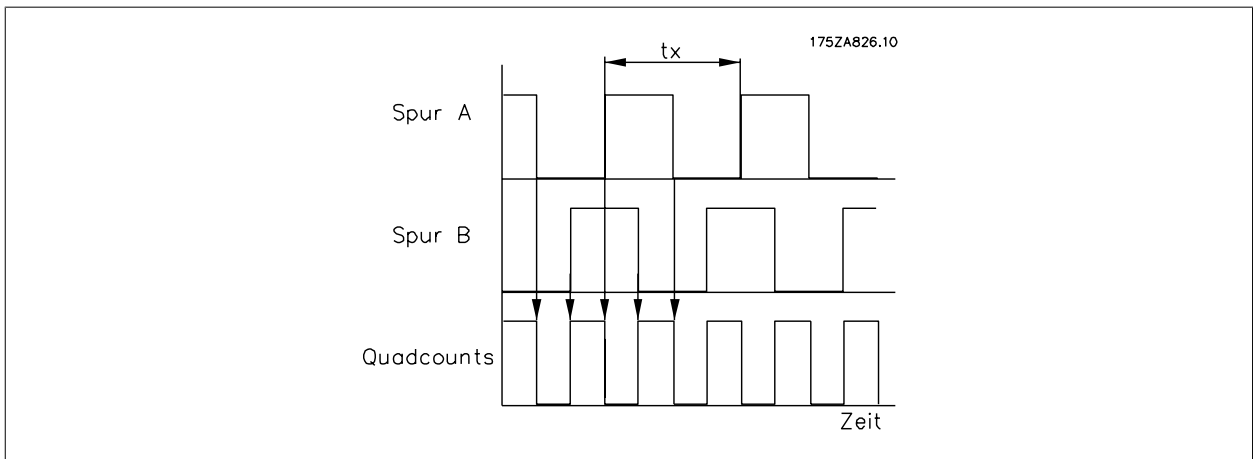 175ZA826.10
tx
Spur A
Spur B
Quadcounts
Zeit